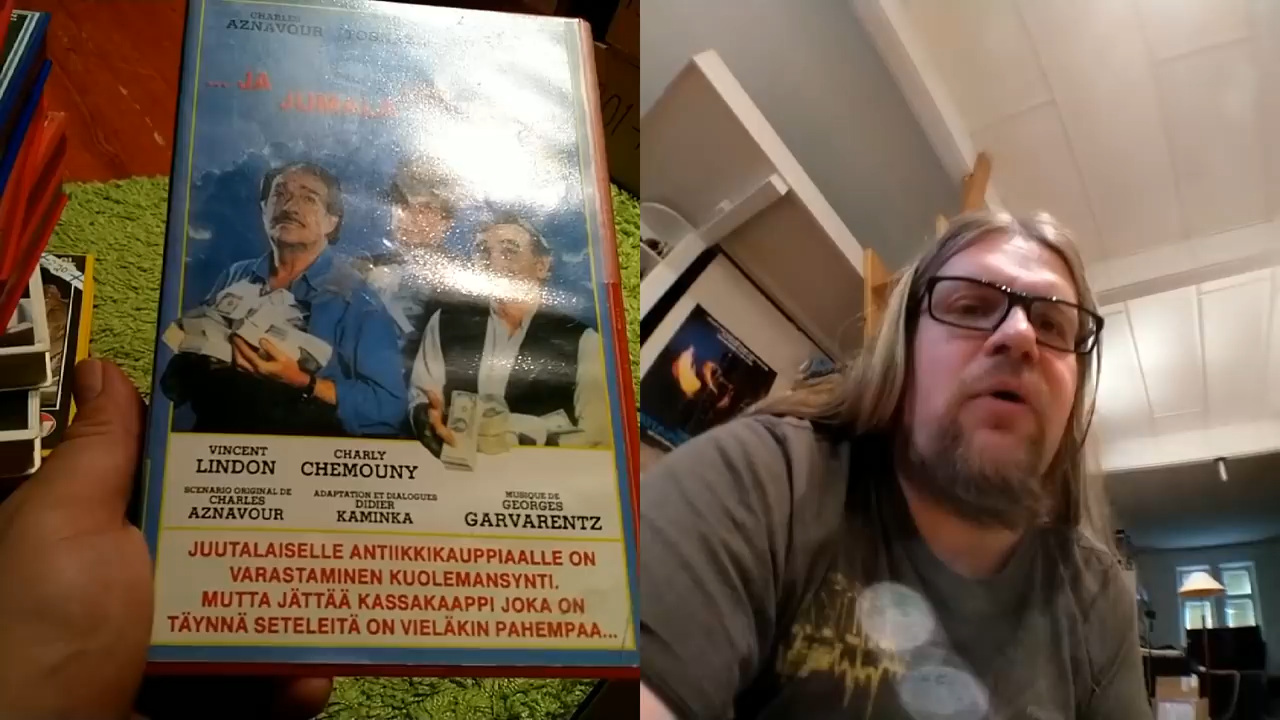 CHARLES
AZNAVOUR
... JA
JUMALA
VINCENT
LINDON
CHARLY
CHEMOUNY
SCENARIO ORIGINAL DE
CHARLES
AZNAVOUR
ADAPTATION ET DIALOGUES
DIDIER
KAMINKA
MUSIQUE DE
GEORGES
GARVARENTZ
JUUTALAISELLE ANTIIKKIKAUPPIAALLE ON
VARASTAMINEN KUOLEMANSYNTI.
MUTTA JÄTTÄÄ KASSAKAAPPI JOKA ON
TÄYNNÄ SETELEITÄ ON VIELÄKIN PAHEMPAA...